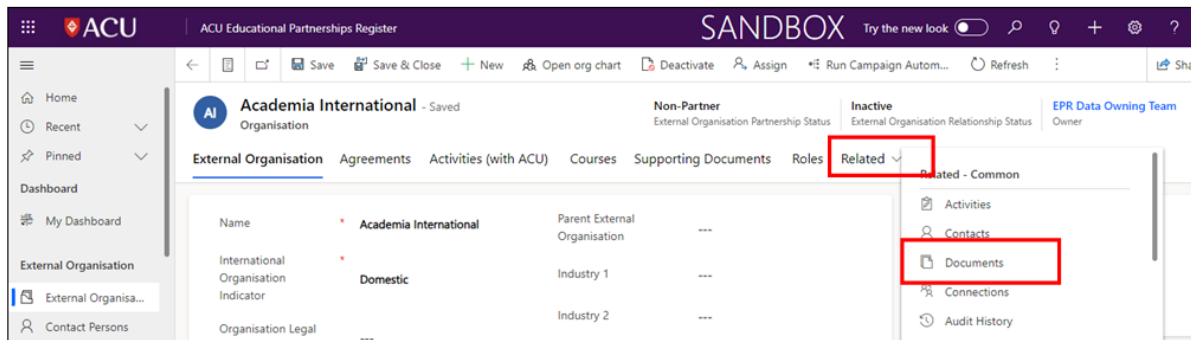 ACU ACU Educational Partnerships Register SANDBOX Try the new look ?
Save Save & Close New Open org chart Deactivate Assign Run Campaign Autom... Refresh
Home
Recent
Pinned
Dashboard
My Dashboard
External Organisation
External Organisa...
Contact Persons
AI
Academia International - Saved
Organisation
Non-Partner
External Organisation Partnership Status
Inactive
External Organisation Relationship Status
EPR Data Owning Team
Owner
External Organisation Agreements Activities (with ACU) Courses Supporting Documents Roles Related
Name * Academia International
International Organisation Indicator * Domestic
Organisation Legal ---
Parent External Organisation ---
Industry 1 ---
Industry 2 ---
Related - Common
Activities
Contacts
Documents
Connections
Audit History